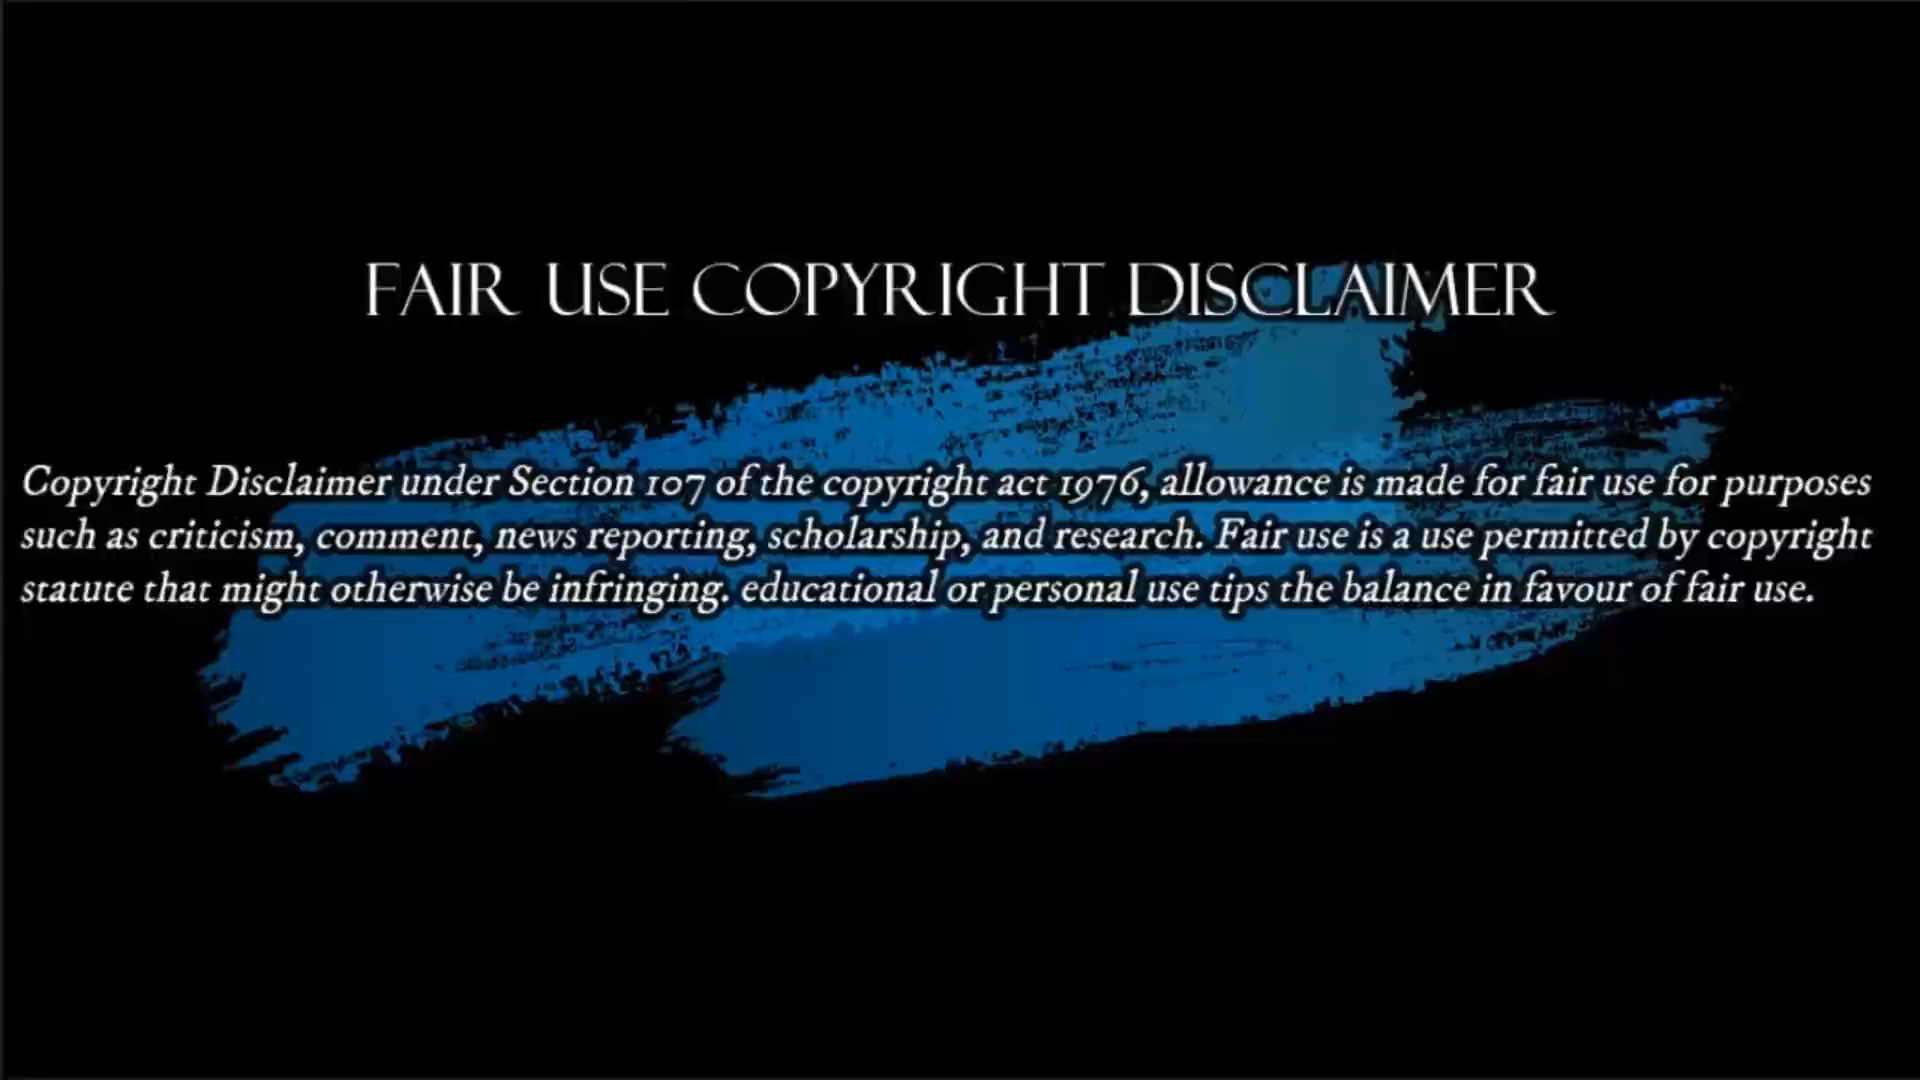 FAIR USE COPYRIGHT DISCLAIMER
Copyright Disclaimer under Section 107 of the copyright act 1976, allowance is made for fair use for purposes
such as criticism, comment, news reporting, scholarship, and research. Fair use is a use permitted by copyright
statute that might otherwise be infringing. educational or personal use tips the balance in favour of fair use.